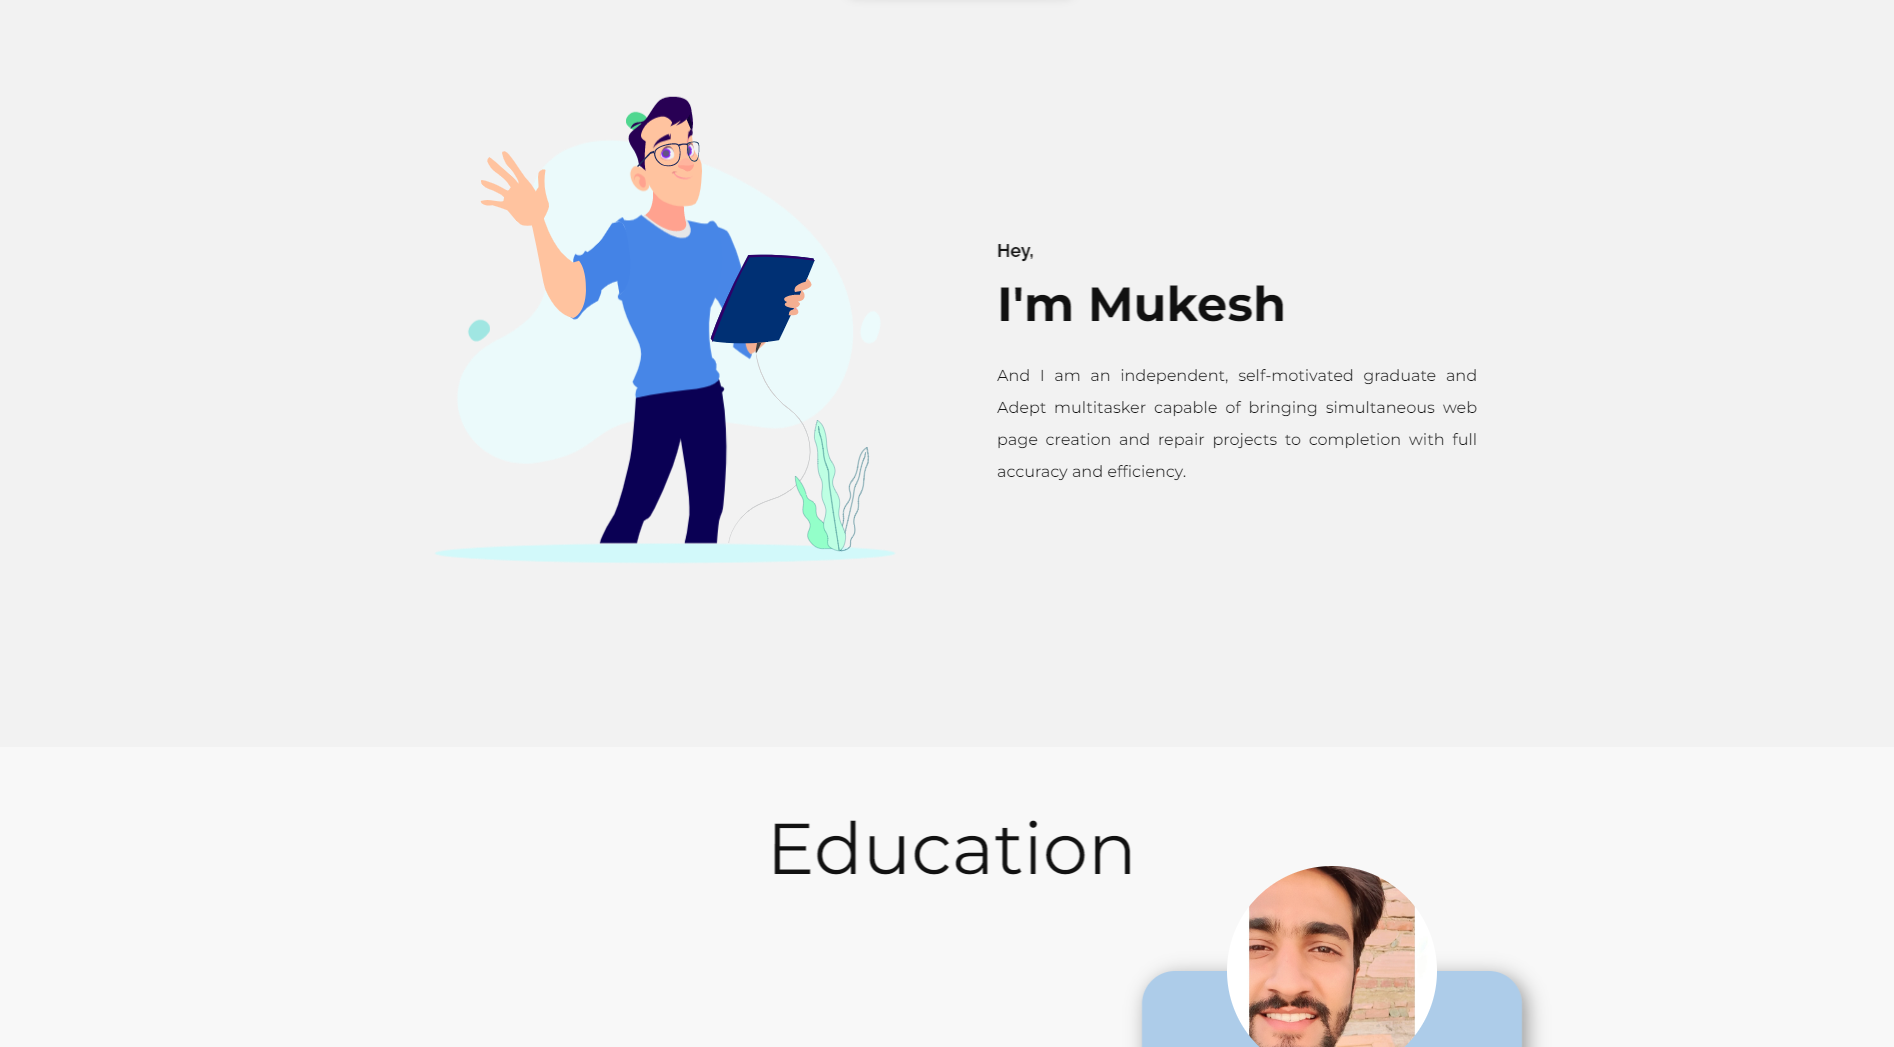 Hey,
I'm Mukesh
And I am an independent, self-motivated graduate and
Adept multitasker capable of bringing simultaneous web
page creation and repair projects to completion with full
accuracy and efficiency.
Education